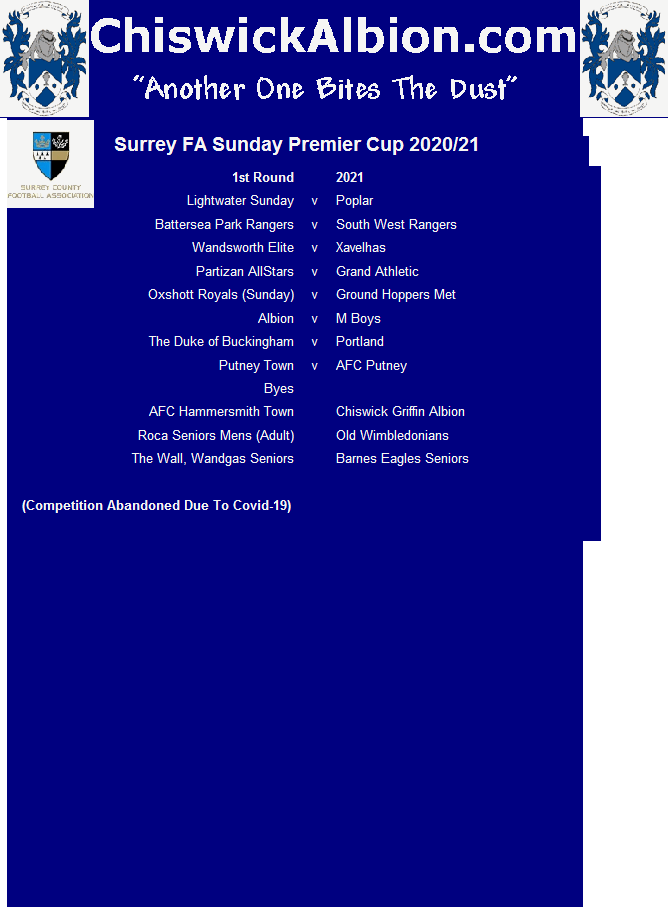 ChiswickAlbion.com
"Another One Bites The Dust"
SURREY COUNTY
FOOTBALL ASSOCIATION
Surrey FA Sunday Premier Cup 2020/21
1st Round 2021
Lightwater Sunday v Poplar
Battersea Park Rangers v South West Rangers
Wandsworth Elite v Xavelhas
Partizan AllStars v Grand Athletic
Oxshott Royals (Sunday) v Ground Hoppers Met
Albion v M Boys
The Duke of Buckingham v Portland
Putney Town v AFC Putney
Byes
AFC Hammersmith Town Chiswick Griffin Albion
Roca Seniors Mens (Adult) Old Wimbledonians
The Wall, Wandgas Seniors Barnes Eagles Seniors
(Competition Abandoned Due To Covid-19)